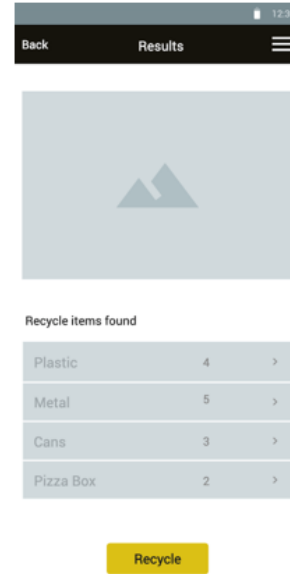 12:3
Back Results
Recycle items found
Plastic 4 >
Metal 5 >
Cans 3 >
Pizza Box 2 >
Recycle